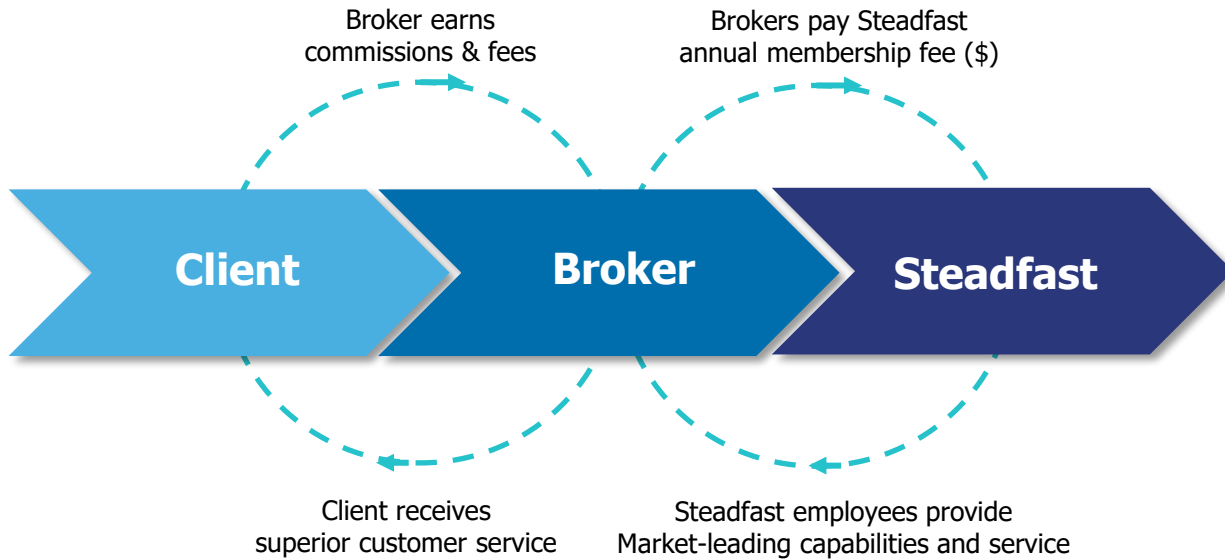 Broker earns
commissions & fees
Brokers pay Steadfast
annual membership fee ($)
Client
Broker
Steadfast
Client receives
superior customer service
Steadfast employees provide
Market-leading capabilities and service